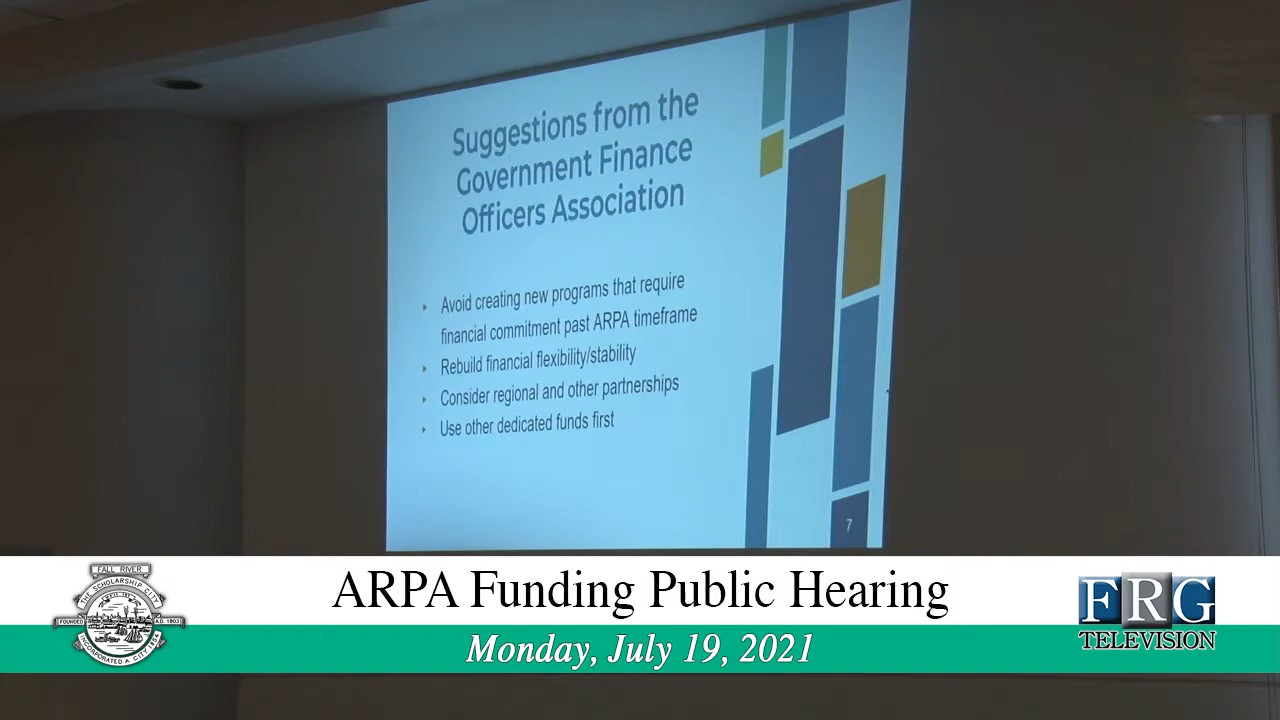 Suggestions from the
Government Finance
Officers Association
Avoid creating new programs that require
financial commitment past ARPA timeframe
Rebuild financial flexibility/stability
Consider regional and other partnerships
Use other dedicated funds first
7
FALL RIVER
THE SCHOLARSHIP CITY
FOUNDED A.D. 1803
INCORPORATED A CITY 1854
ARPA Funding Public Hearing
Monday, July 19, 2021
FRG
TELEVISION